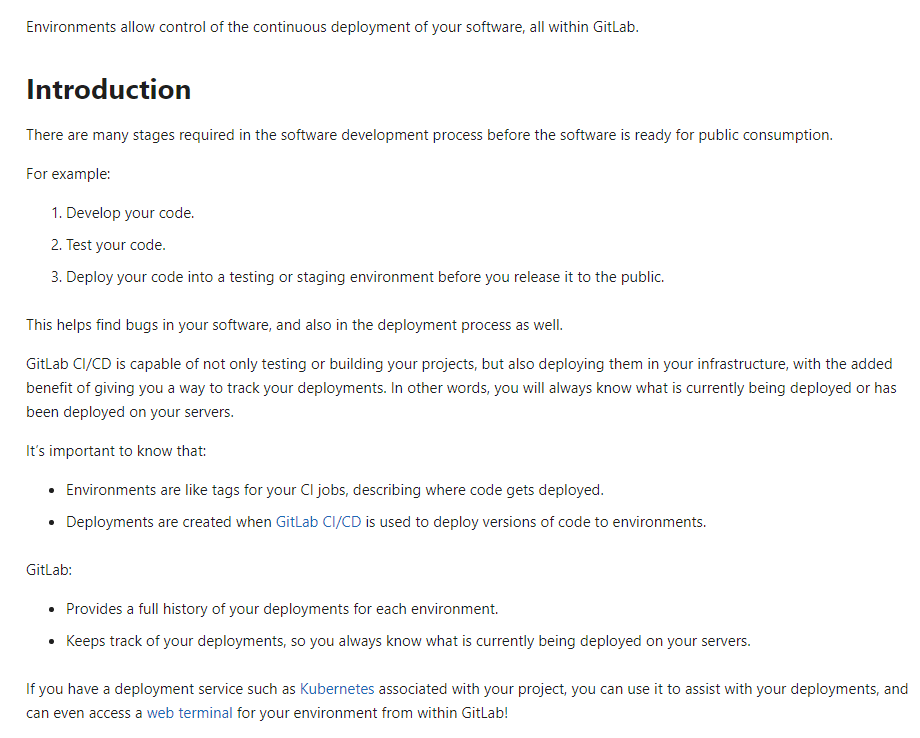 Environments allow control of the continuous deployment of your software, all within GitLab.
Introduction
There are many stages required in the software development process before the software is ready for public consumption.
For example:
1. Develop your code.
2. Test your code.
3. Deploy your code into a testing or staging environment before you release it to the public.
This helps find bugs in your software, and also in the deployment process as well.
GitLab CI/CD is capable of not only testing or building your projects, but also deploying them in your infrastructure, with the added
benefit of giving you a way to track your deployments. In other words, you will always know what is currently being deployed or has
been deployed on your servers.
It's important to know that:
• Environments are like tags for your CI jobs, describing where code gets deployed.
• Deployments are created when GitLab CI/CD is used to deploy versions of code to environments.
GitLab:
• Provides a full history of your deployments for each environment.
• Keeps track of your deployments, so you always know what is currently being deployed on your servers.
If you have a deployment service such as Kubernetes associated with your project, you can use it to assist with your deployments, and
can even access a web terminal for your environment from within GitLab!